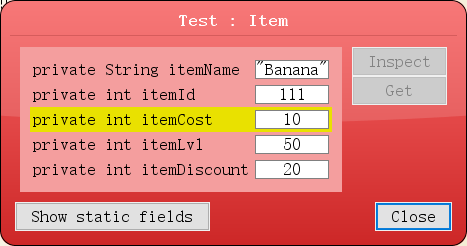 Test : Item
private String itemName "Banana"
private int itemId 111
private int itemCost 10
private int itemLvl 50
private int itemDiscount 20
Inspect
Get
Show static fields
Close